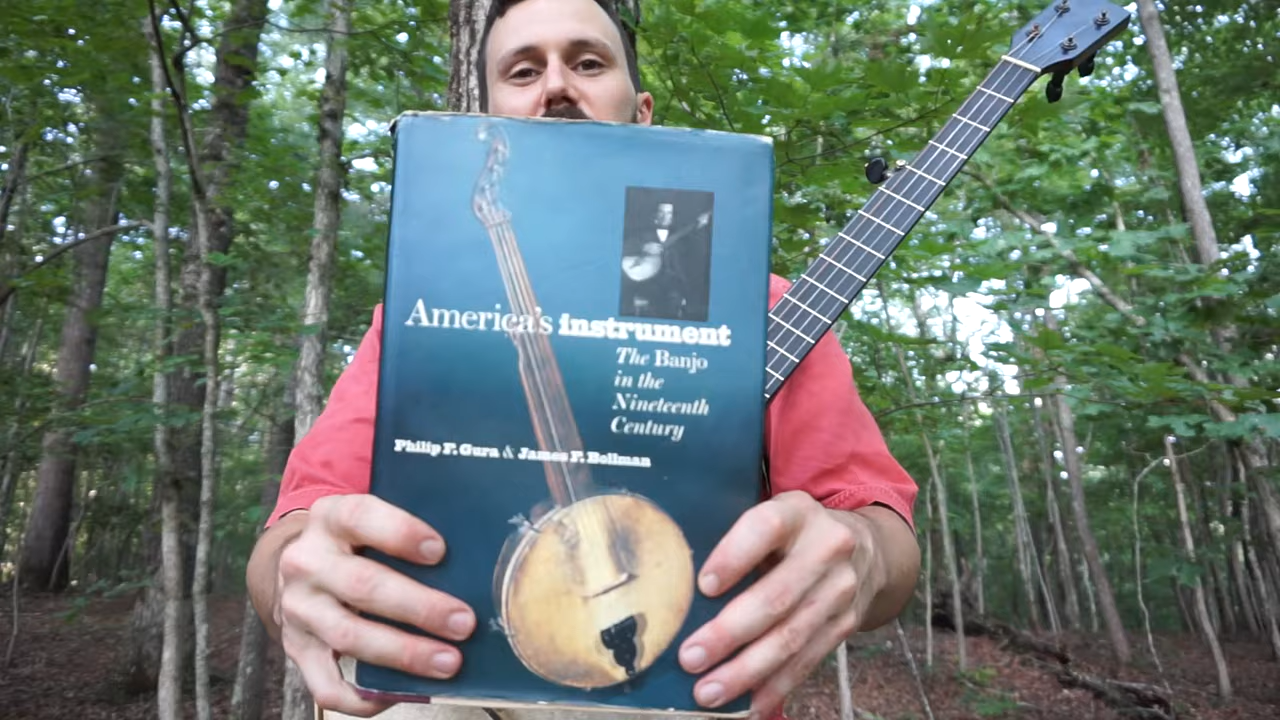 America's instrument
The Banjo
in the
Nineteenth
Century
Philip F. Gura & James F. Bollman